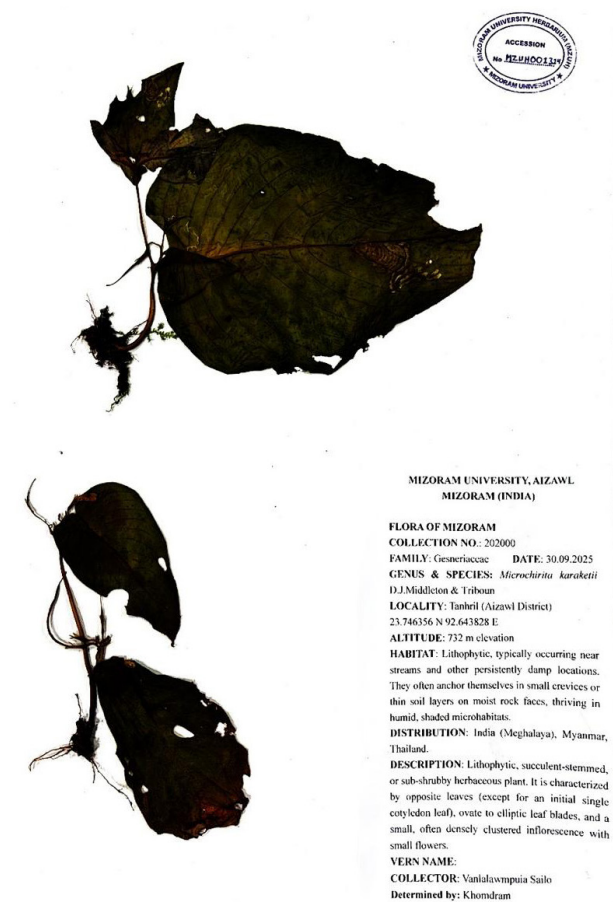 MIZORAM UNIVERSITY HERBARIUM (MZUH)
ACCESSION
No MZUH001314
★ MIZORAM UNIVERSITY ★
MIZORAM UNIVERSITY, AIZAWL
MIZORAM (INDIA)
FLORA OF MIZORAM
COLLECTION NO.: 202000
FAMILY: Gesneriaceae DATE: 30.09.2025
GENUS & SPECIES: Microchirita karaketii
D.J.Middleton & Triboun
LOCALITY: Tanhril (Aizawl District)
23.746356 N 92.643828 E
ALTITUDE: 732 m elevation
HABITAT: Lithophytic, typically occurring near
streams and other persistently damp locations.
They often anchor themselves in small crevices or
thin soil layers on moist rock faces, thriving in
humid, shaded microhabitats.
DISTRIBUTION: India (Meghalaya), Myanmar,
Thailand.
DESCRIPTION: Lithophytic, succulent-stemmed,
or sub-shrubby herbaceous plant. It is characterized
by opposite leaves (except for an initial single
cotyledon leaf), ovate to elliptic leaf blades, and a
small, often densely clustered inflorescence with
small flowers.
VERN NAME:
COLLECTOR: Vanlalawmpuia Sailo
Determined by: Khomdram